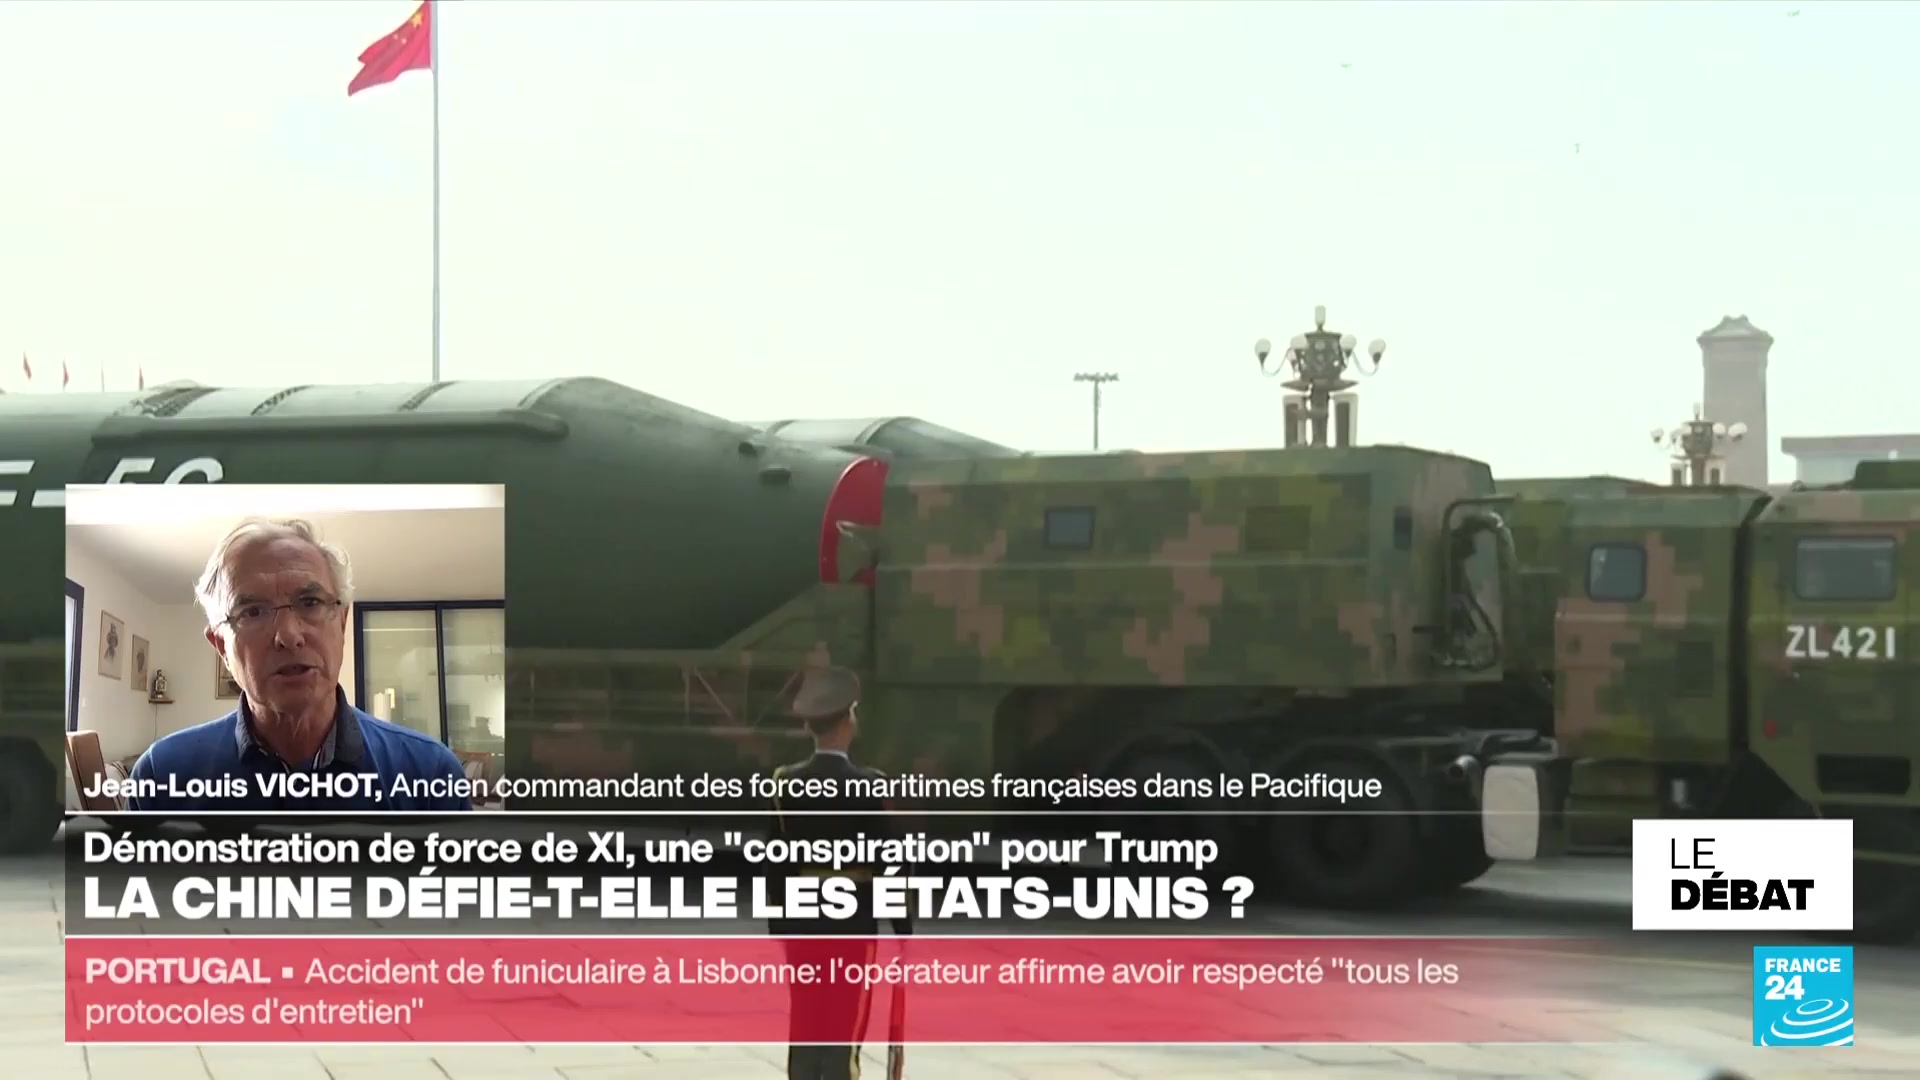 5C
ZL421
Jean-Louis VICHOT, Ancien commandant des forces maritimes françaises dans le Pacifique
Démonstration de force de XI, une "conspiration" pour Trump
LA CHINE DÉFIE-T-ELLE LES ÉTATS-UNIS ?
LE
DÉBAT
PORTUGAL ▪ Accident de funiculaire à Lisbonne: l'opérateur affirme avoir respecté "tous les
protocoles d'entretien"
FRANCE
24